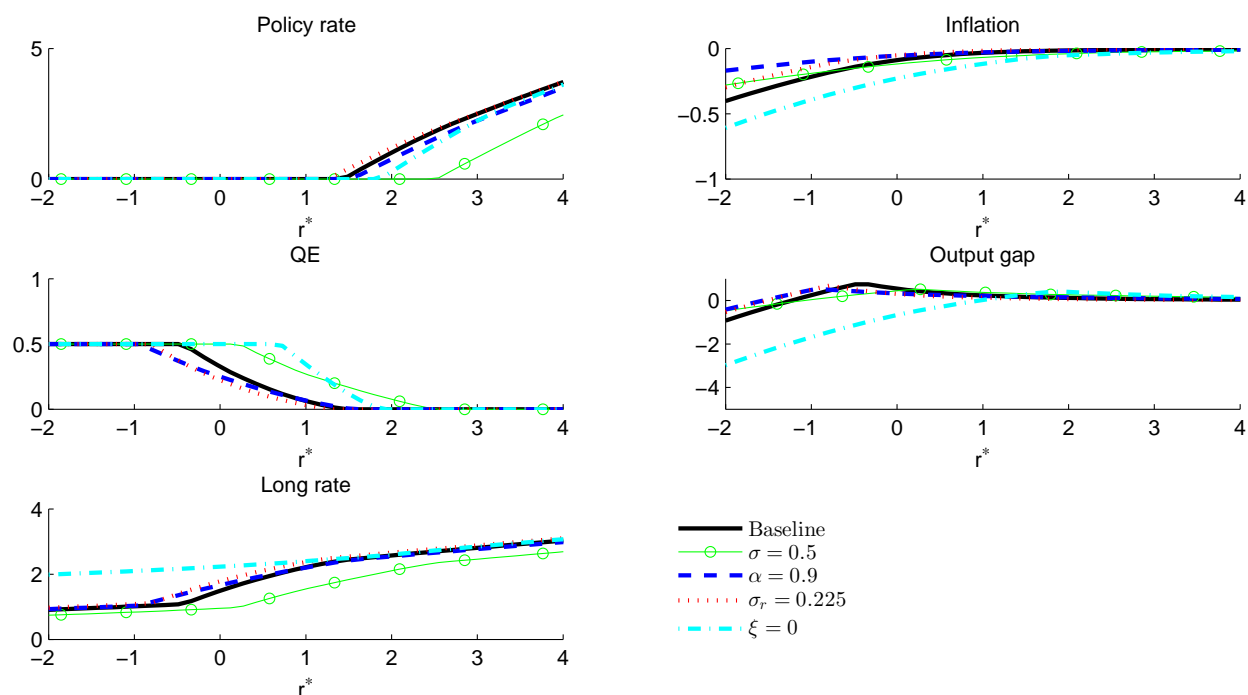 Policy rate
5
0
−2 −1 0 1 2 3 4
r*
Inflation
0
−0.5
−1
−2 −1 0 1 2 3 4
r*
QE
1
0.5
0
−2 −1 0 1 2 3 4
r*
Output gap
0
−2
−4
−2 −1 0 1 2 3 4
r*
Long rate
4
2
0
−2 −1 0 1 2 3 4
r*
Baseline
σ = 0.5
α = 0.9
σ_r = 0.225
ξ = 0